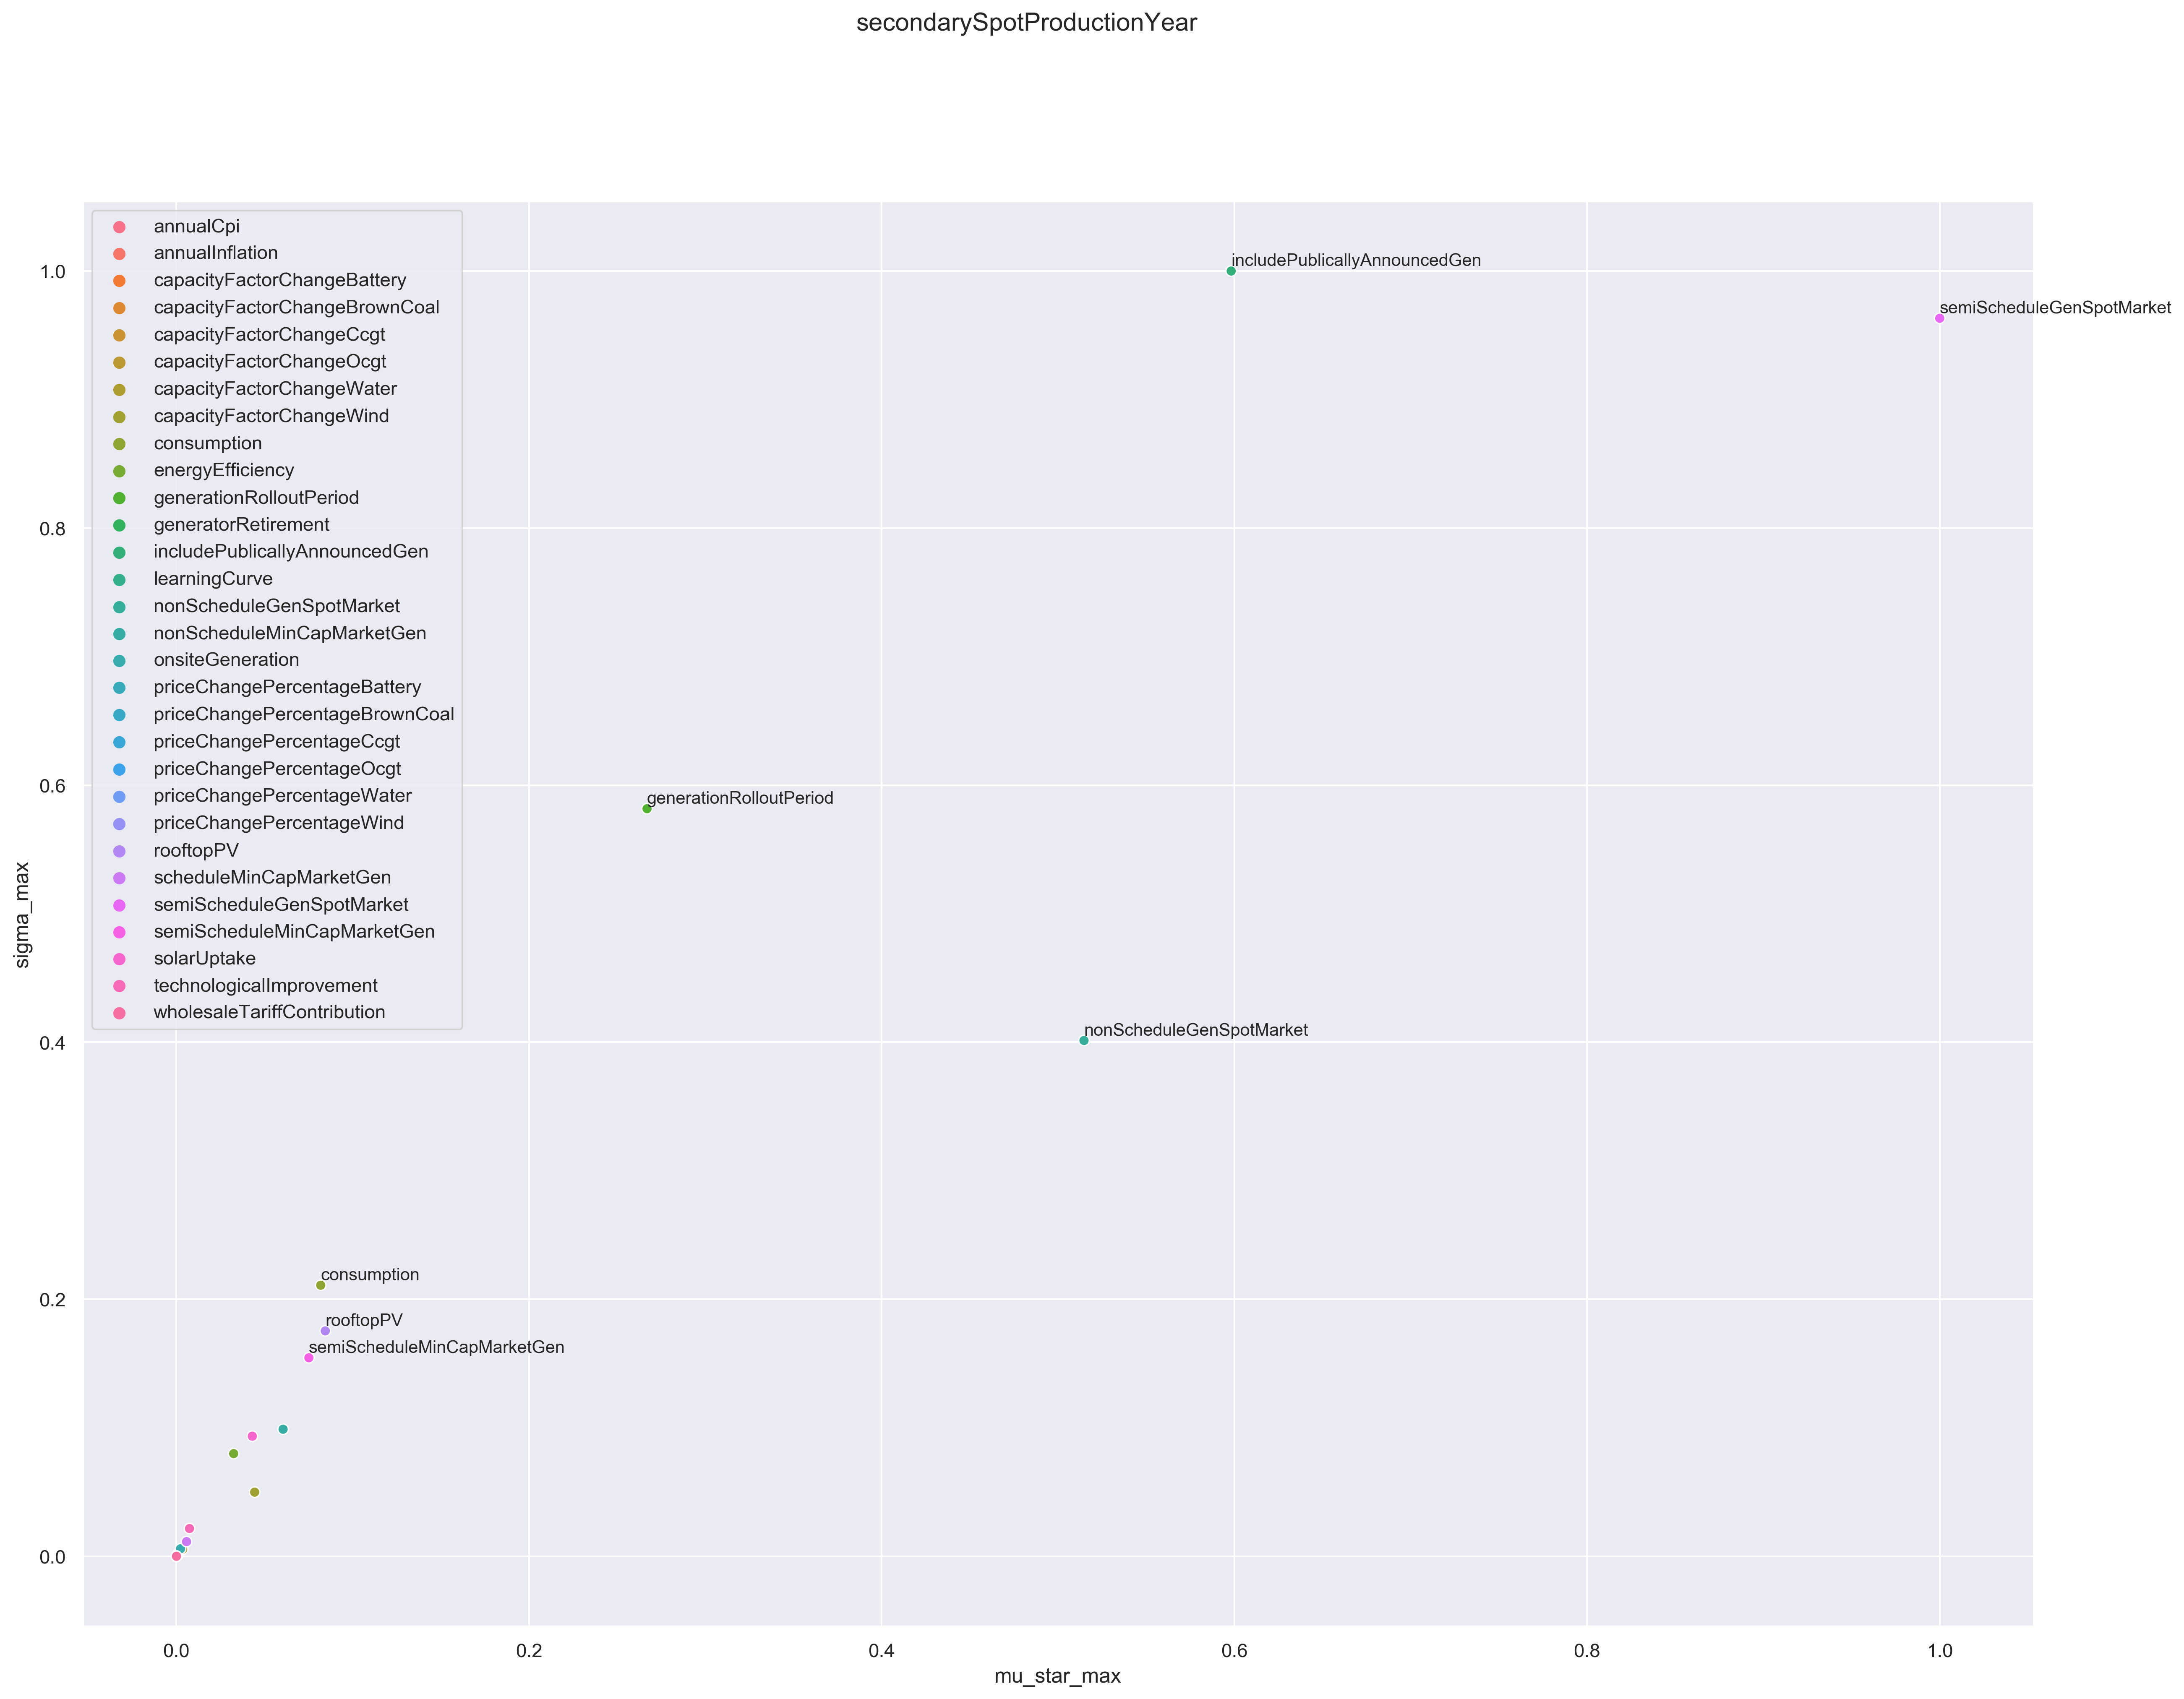 secondarySpotProductionYear
annualCpi
annualInflation
capacityFactorChangeBattery
capacityFactorChangeBrownCoal
capacityFactorChangeCcgt
capacityFactorChangeOcgt
capacityFactorChangeWater
capacityFactorChangeWind
consumption
energyEfficiency
generationRolloutPeriod
generatorRetirement
includePublicallyAnnouncedGen
learningCurve
nonScheduleGenSpotMarket
nonScheduleMinCapMarketGen
onsiteGeneration
priceChangePercentageBattery
priceChangePercentageBrownCoal
priceChangePercentageCcgt
priceChangePercentageOcgt
priceChangePercentageWater
priceChangePercentageWind
rooftopPV
scheduleMinCapMarketGen
semiScheduleGenSpotMarket
semiScheduleMinCapMarketGen
solarUptake
technologicalImprovement
wholesaleTariffContribution
includePublicallyAnnouncedGen
semiScheduleGenSpotMarket
generationRolloutPeriod
nonScheduleGenSpotMarket
consumption
rooftopPV
semiScheduleMinCapMarketGen
1.0
0.8
0.6
0.4
0.2
0.0
sigma_max
0.0 0.2 0.4 0.6 0.8 1.0
mu_star_max